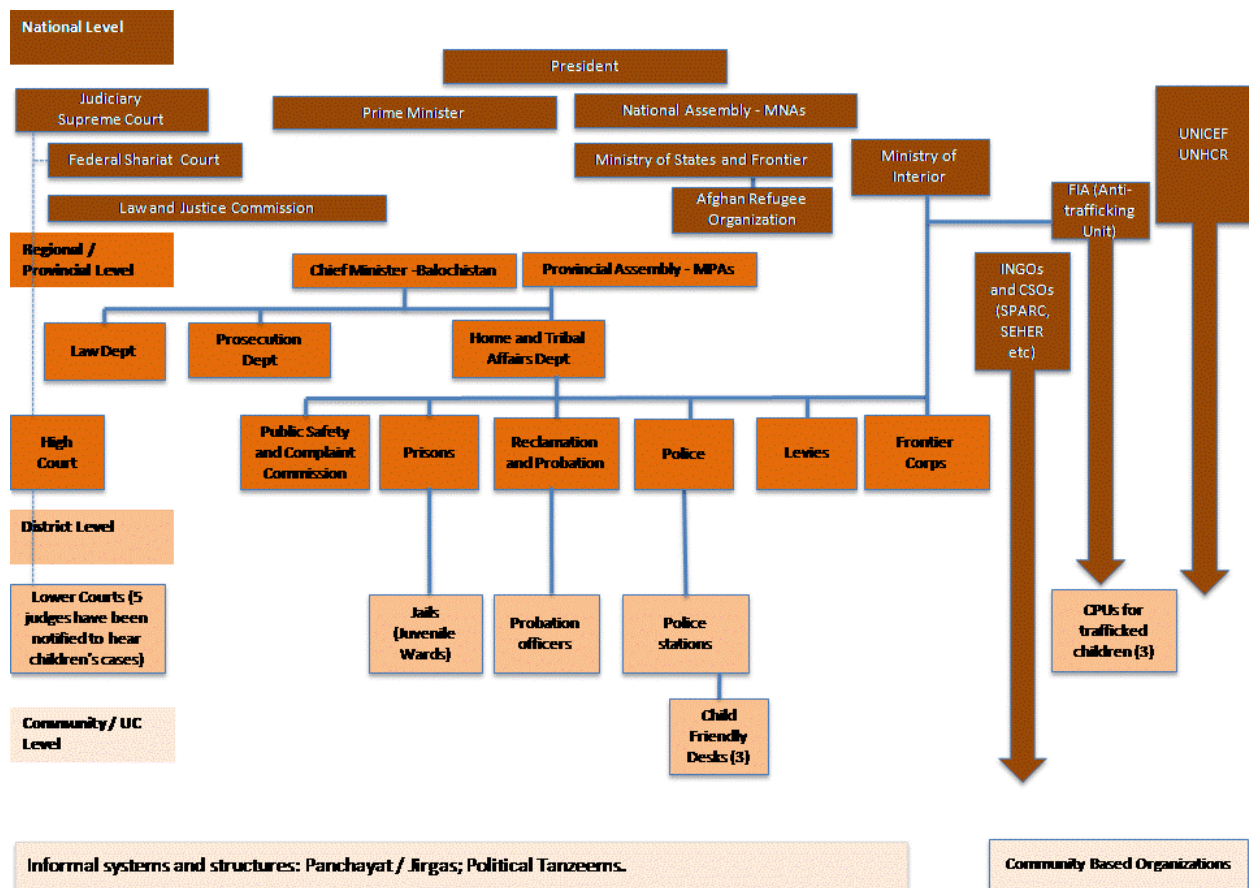 National Level
President
Judiciary
Supreme Court
Prime Minister
National Assembly - MNAs
UNICEF
UNHCR
Federal Shariat Court
Ministry of States and Frontier
Ministry of
Interior
Law and Justice Commission
Afghan Refugee
Organization
FIA (Anti-
trafficking
Unit)
Regional /
Provincial Level
Chief Minister -Balochistan
Provincial Assembly - MPAs
INGOs
and CSOs
(SPARC,
SEHER
etc)
Law Dept
Prosecution
Dept
Home and Tribal
Affairs Dept
High
Court
Public Safety
and Complaint
Commission
Prisons
Reclamation
and Probation
Police
Levies
Frontier
Corps
District Level
Lower Courts (5
judges have been
notified to hear
children's cases)
Jails
(Juvenile
Wards)
Probation
officers
Police
stations
CPUs for
trafficked
children (3)
Community / UC
Level
Child
Friendly
Desks (3)
Informal systems and structures: Panchayat / Jirgas; Political Tanzeems.
Community Based Organizations